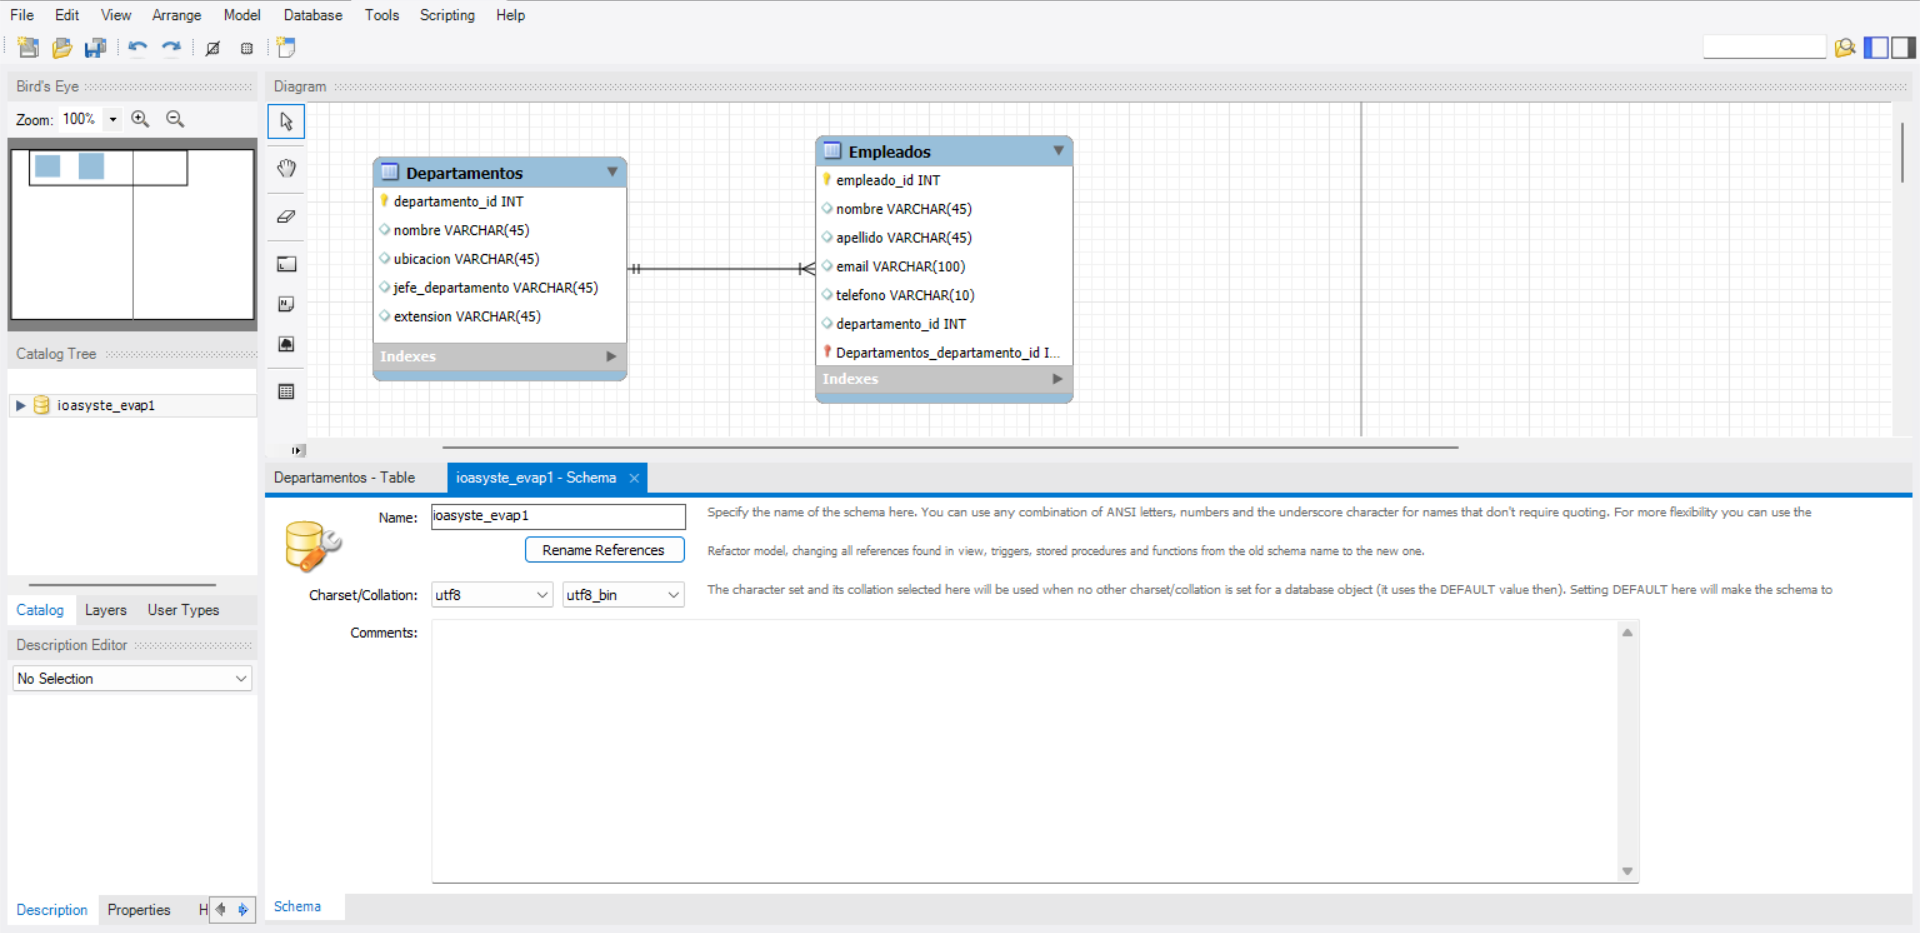 File Edit View Arrange Model Database Tools Scripting Help
Bird's Eye
Zoom: 100%
Catalog Tree
ioasyste_evap1
Catalog Layers User Types
Description Editor
No Selection
Description Properties H
Diagram
Departamentos
departamento_id INT
nombre VARCHAR(45)
ubicacion VARCHAR(45)
jefe_departamento VARCHAR(45)
extension VARCHAR(45)
Indexes
Empleados
empleado_id INT
nombre VARCHAR(45)
apellido VARCHAR(45)
email VARCHAR(100)
telefono VARCHAR(10)
departamento_id INT
Departamentos_departamento_id I...
Indexes
Departamentos - Table ioasyste_evap1 - Schema
Name: ioasyste_evap1 Specify the name of the schema here. You can use any combination of ANSI letters, numbers and the underscore character for names that don't require quoting. For more flexibility you can use the
Rename References Refactor model, changing all references found in view, triggers, stored procedures and functions from the old schema name to the new one.
Charset/Collation: utf8 utf8_bin The character set and its collation selected here will be used when no other charset/collation is set for a database object (it uses the DEFAULT value then). Setting DEFAULT here will make the schema to
Comments:
Schema